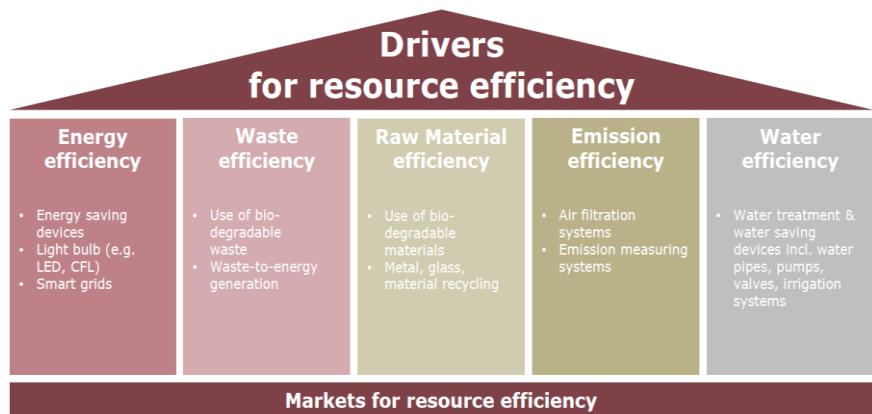 Drivers
for resource efficiency
Energy
efficiency
• Energy saving
devices
• Light bulb (e.g.
LED, CFL)
• Smart grids
Waste
efficiency
• Use of bio-
degradable
waste
• Waste-to-energy
generation
Raw Material
efficiency
• Use of bio-
degradable
materials
• Metal, glass,
material recycling
Emission
efficiency
• Air filtration
systems
• Emission measuring
systems
Water
efficiency
• Water treatment &
water saving
devices incl. water
pipes, pumps,
valves, irrigation
systems
Markets for resource efficiency